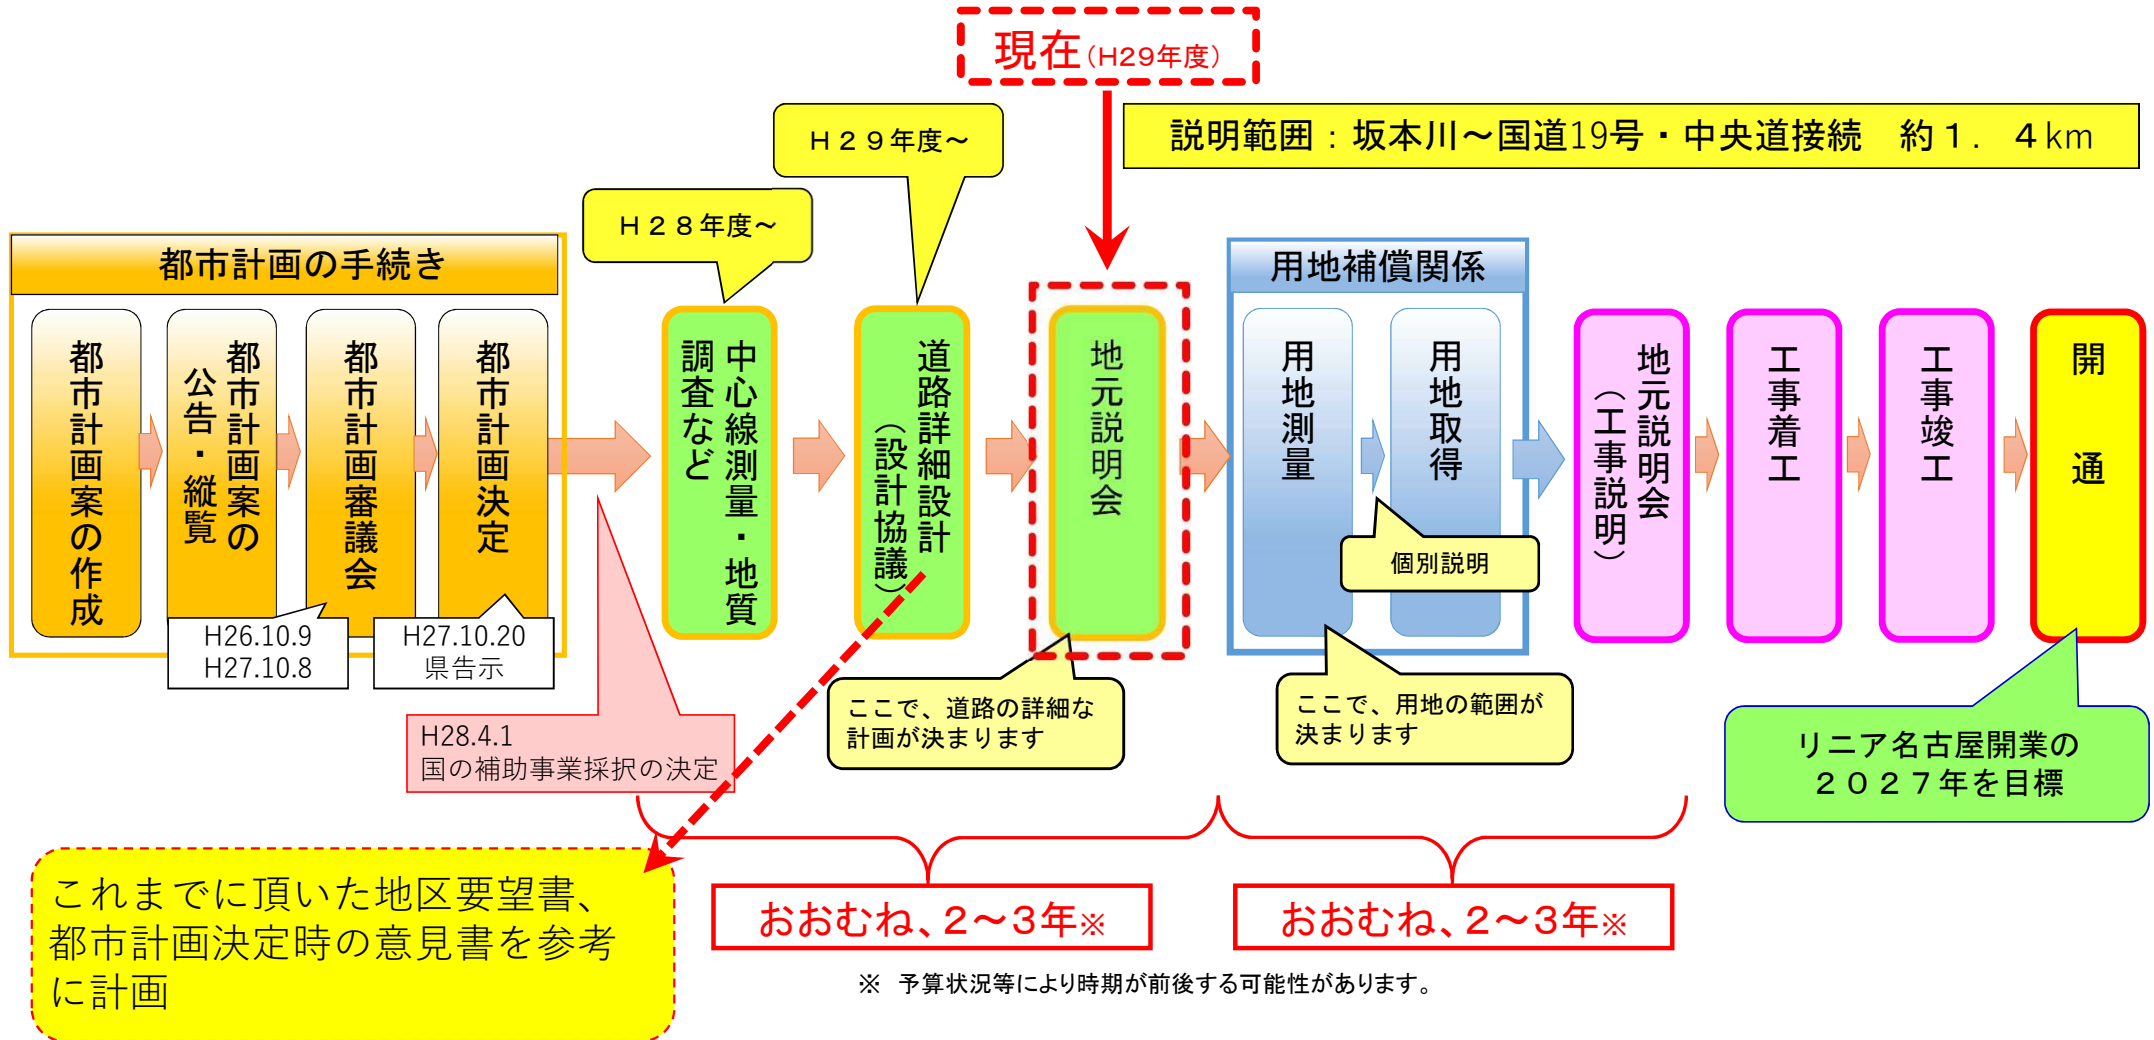 現在(H29年度)
説明範囲：坂本川～国道19号・中央道接続　約１．４km
Ｈ２９年度～
Ｈ２８年度～
都市計画の手続き
都市計画案の作成
都市計画案の
公告・縦覧
都市計画審議会
都市計画決定
H26.10.9
H27.10.8
H27.10.20
県告示
H28.4.1
国の補助事業採択の決定
中心線測量・地質
調査など
道路詳細設計
（設計協議）
地元説明会
ここで、道路の詳細な
計画が決まります
用地補償関係
用地測量
用地取得
個別説明
ここで、用地の範囲が
決まります
地元説明会
（工事説明）
工事着工
工事竣工
開　通
リニア名古屋開業の
２０２７年を目標
これまでに頂いた地区要望書、
都市計画決定時の意見書を参考
に計画
おおむね、２～３年※
おおむね、２～３年※
※　予算状況等により時期が前後する可能性があります。